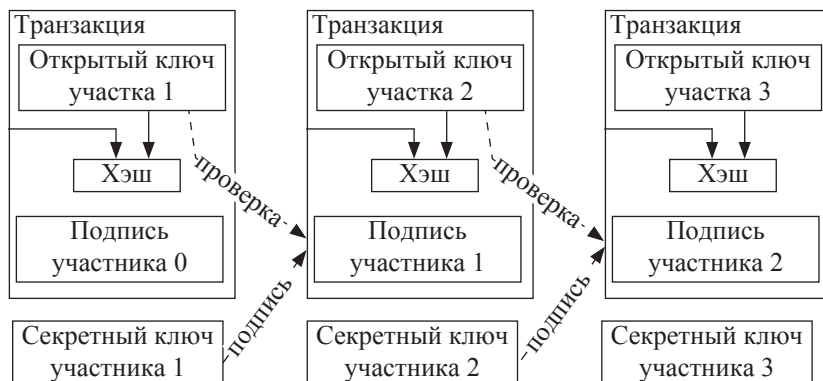 Транзакция
Открытый ключ
участка 1
Хэш
Подпись
участника 0
Секретный ключ
участника 1
проверка
подпись
Транзакция
Открытый ключ
участка 2
Хэш
Подпись
участника 1
Секретный ключ
участника 2
проверка
подпись
Транзакция
Открытый ключ
участка 3
Хэш
Подпись
участника 2
Секретный ключ
участника 3